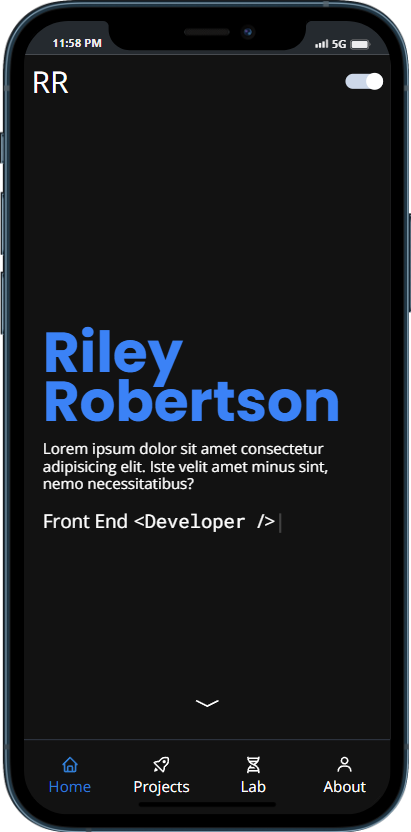 11:58 PM
5G
RR
Riley
Robertson
Lorem ipsum dolor sit amet consectetur
adipisicing elit. Iste velit amet minus sint,
nemo necessitatibus?
Front End <Developer />|
Home Projects Lab About